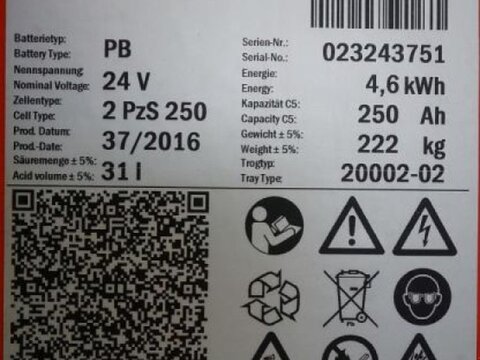 Batterietyp:
Battery Type: PB
Nennspannung
Nominal Voltage: 24 V
Zellentype:
Cell Type: 2 PzS 250
Prod. Datum:
Prod.-Date: 37/2016
Säuremenge ± 5%:
Acid volume ± 5%: 31 l
Serien-Nr.:
Serial-No.: 023243751
Energie:
Energy: 4,6 kWh
Kapazität C5:
Capacity C5: 250 Ah
Gewicht ± 5%:
Weight ± 5%: 222 kg
Trogtyp:
Tray Type: 20002-02
Pb